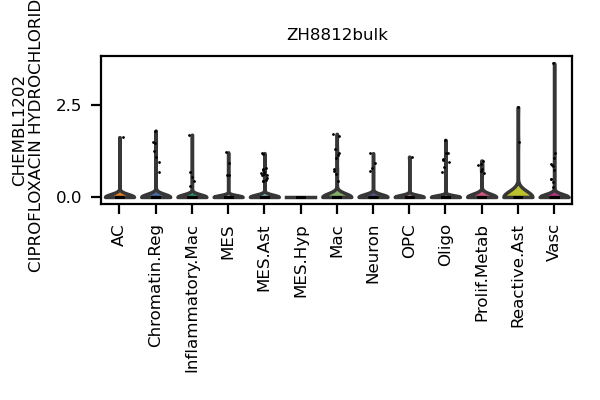 ZH8812bulk
CHEMBL1202
CIPROFLOXACIN HYDROCHLORID
2.5
0.0
AC
Chromatin.Reg
Inflammatory.Mac
MES
MES.Ast
MES.Hyp
Mac
Neuron
OPC
Oligo
Prolif.Metab
Reactive.Ast
Vasc